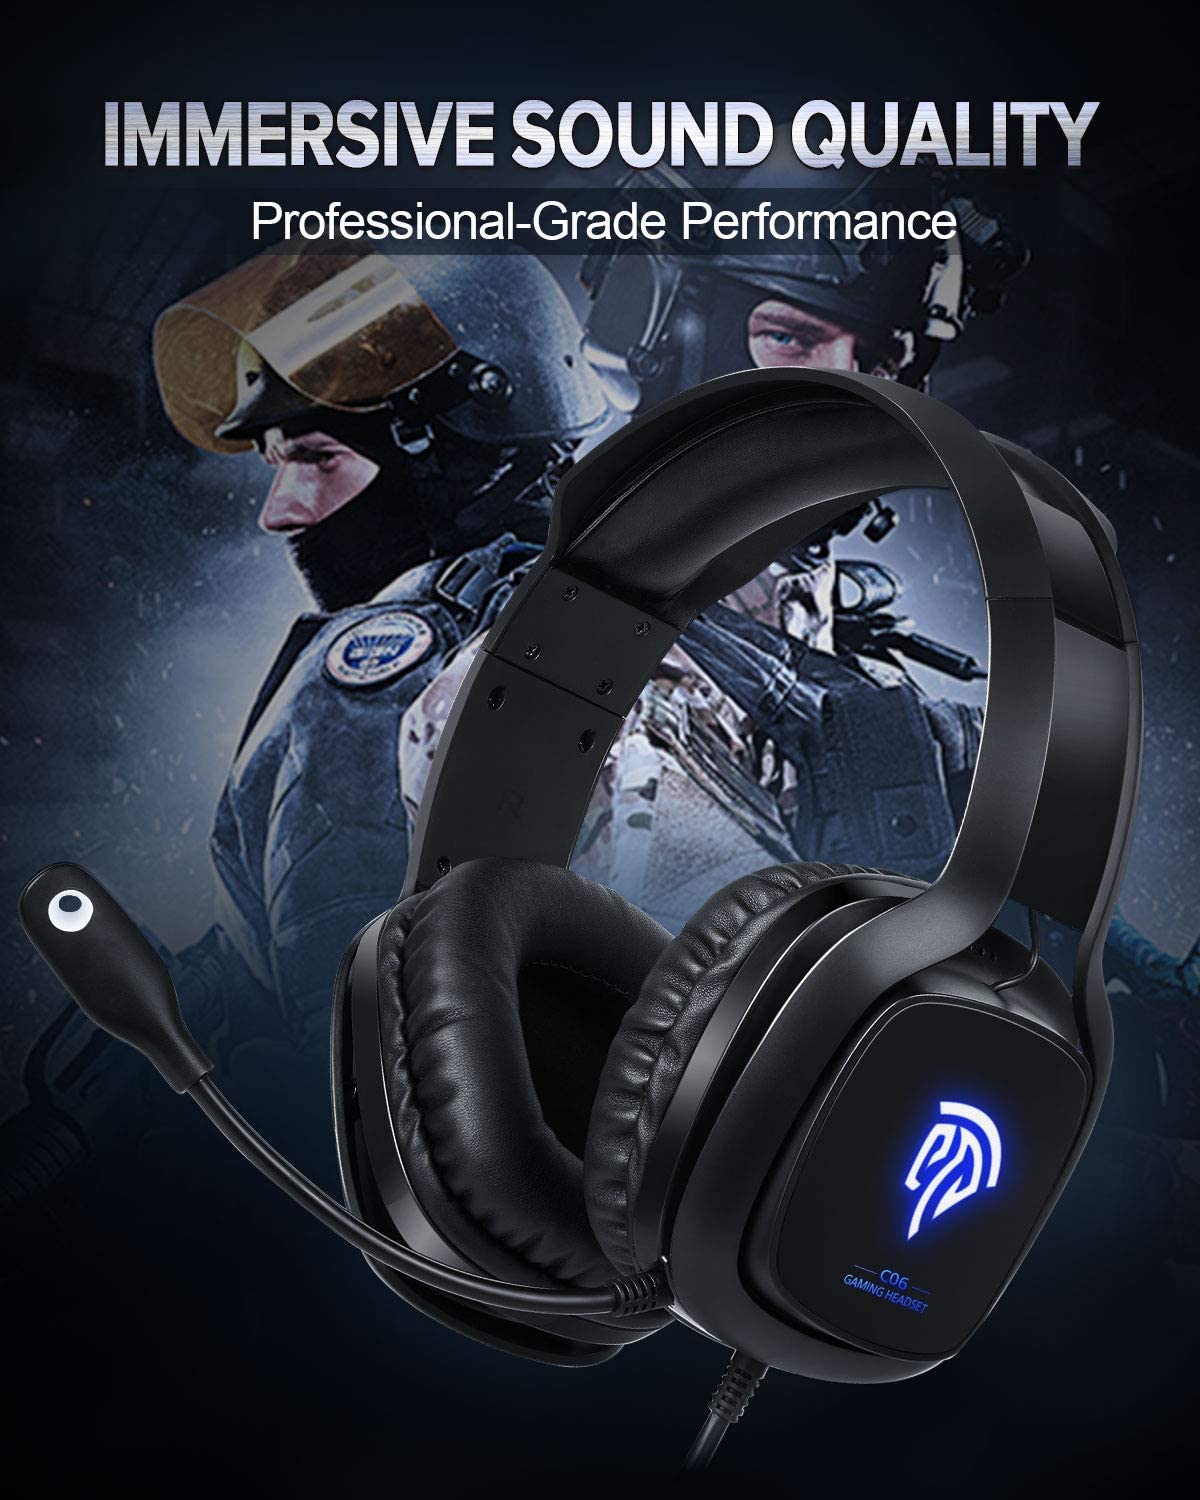 IMMERSIVE SOUND QUALITY
Professional-Grade Performance
C06
GAMING HEADSET